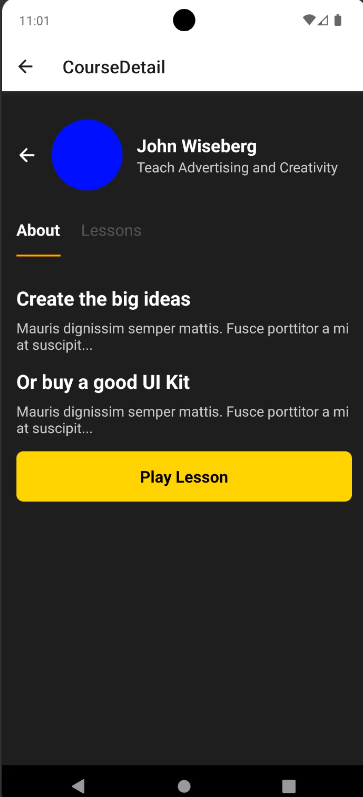 11:01
CourseDetail
John Wiseberg
Teach Advertising and Creativity
About Lessons
Create the big ideas
Mauris dignissim semper mattis. Fusce porttitor a mi
at suscipit...
Or buy a good UI Kit
Mauris dignissim semper mattis. Fusce porttitor a mi
at suscipit...
Play Lesson